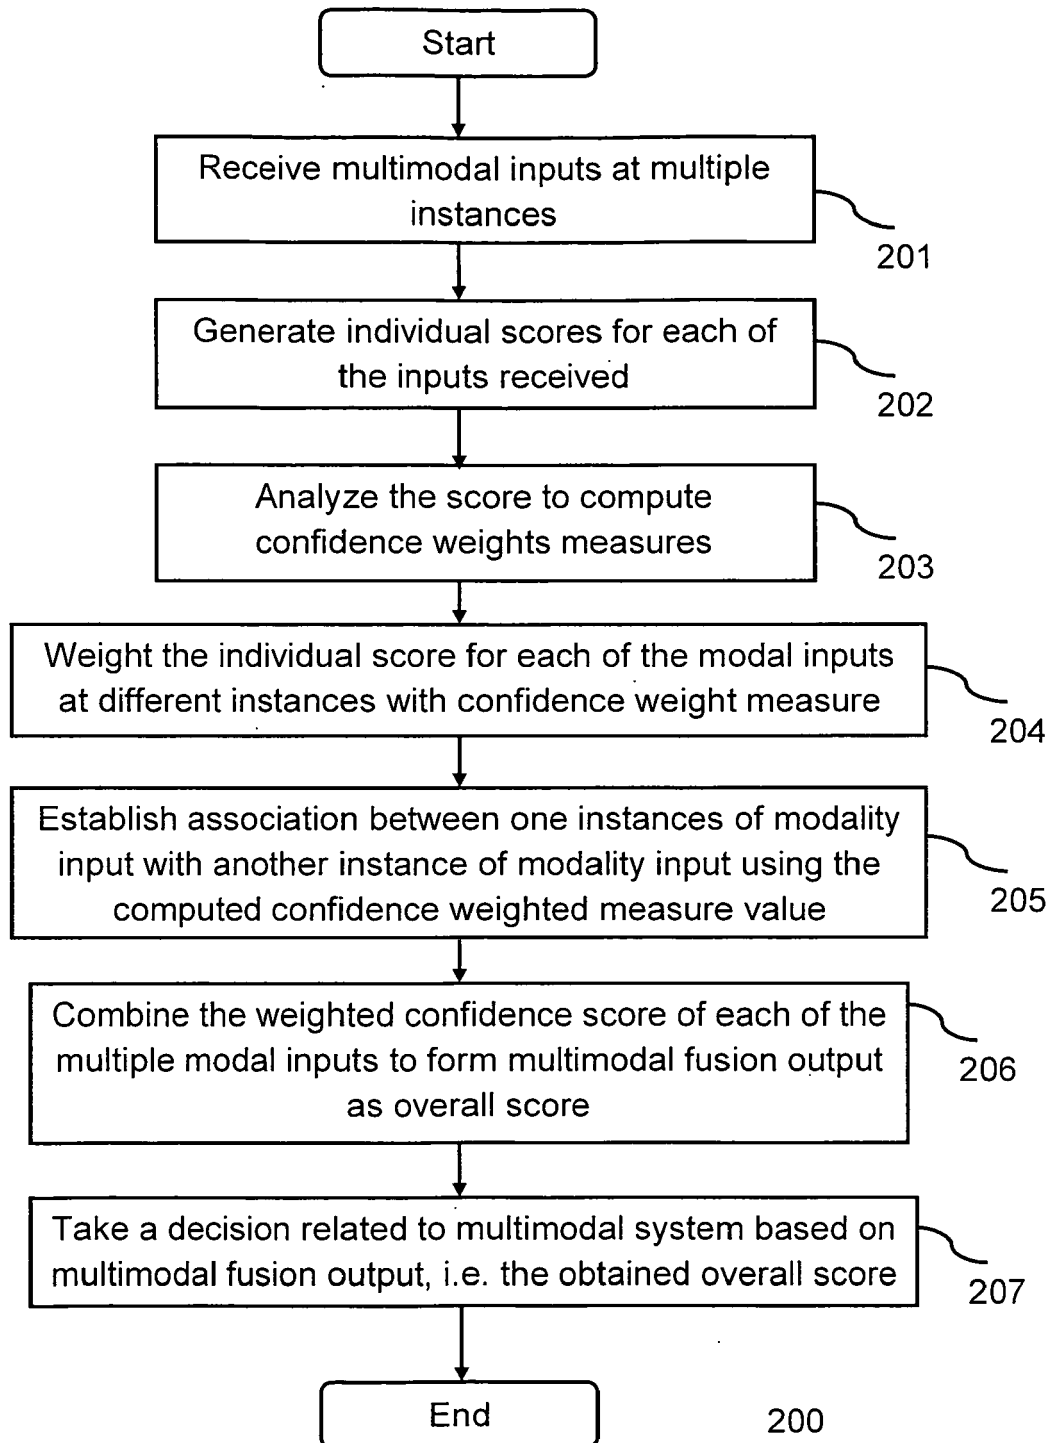 Start
Receive multimodal inputs at multiple
instances
201
Generate individual scores for each of
the inputs received
202
Analyze the score to compute
confidence weights measures
203
Weight the individual score for each of the modal inputs
at different instances with confidence weight measure
204
Establish association between one instances of modality
input with another instance of modality input using the
computed confidence weighted measure value
205
Combine the weighted confidence score of each of the
multiple modal inputs to form multimodal fusion output
as overall score
206
Take a decision related to multimodal system based on
multimodal fusion output, i.e. the obtained overall score
207
End
200